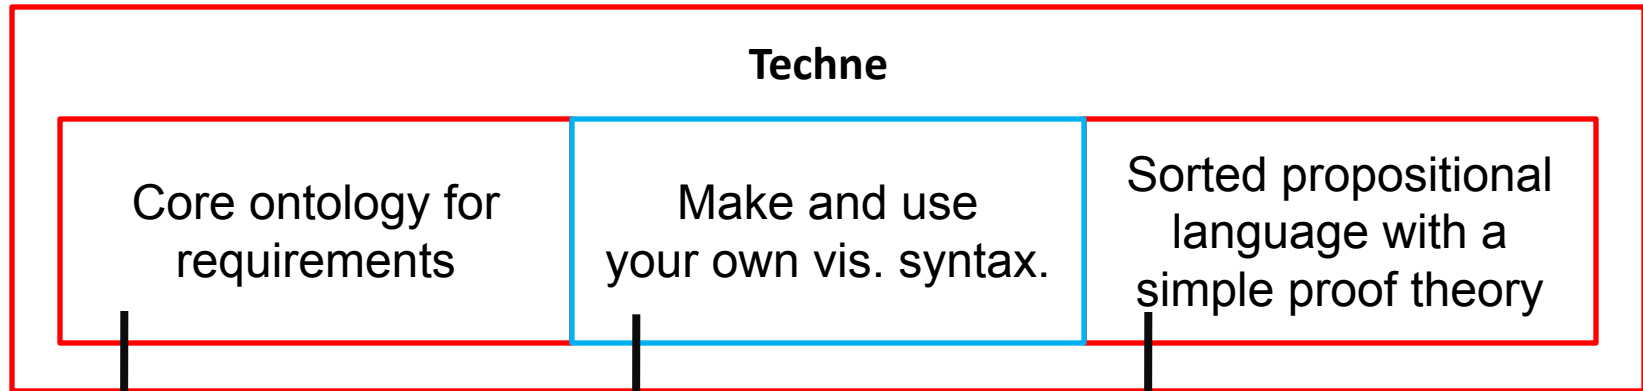 Techne
Core ontology for
requirements
Make and use
your own vis. syntax.
Sorted propositional
language with a
simple proof theory